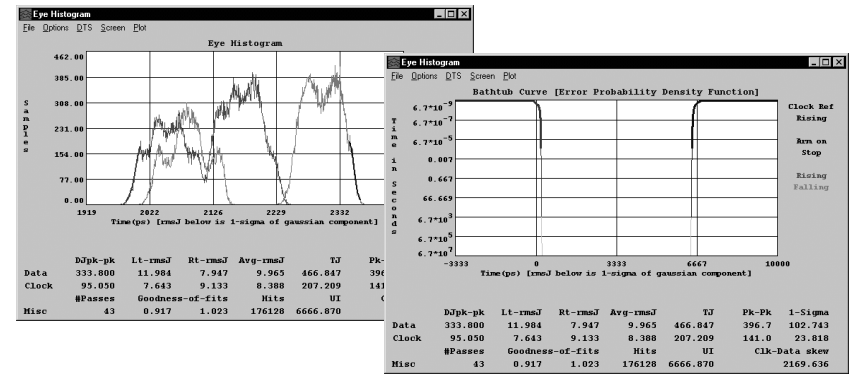 Eye Histogram
File Options DTS Screen Plot
Eye Histogram
462.00
385.00
308.00
231.00
154.00
77.00
0.00
Samples
1919 2022 2126 2229 2332
Time(ps) [rmsJ below is 1-sigma of gaussian component]
DJpk-pk Lt-rmsJ Rt-rmsJ Avg-rmsJ TJ Pk-
Data 333.800 11.984 7.947 9.965 466.847 396
Clock 95.050 7.643 9.133 8.388 207.209 141
#Passes Goodness-of-fits Hits UI
Misc 43 0.917 1.023 176128 6666.870
Eye Histogram
File Options DTS Screen Plot
Bathtub Curve [Error Probability Density Function]
6.7*10-9
6.7*10-7
6.7*10-5
0.007
0.667
66.669
6.7*103
6.7*105
6.7*107
Time in Seconds
-3333 0 3333 6667 10000
Time(ps) [rmsJ below is 1-sigma of gaussian component]
Clock Ref
Rising
Arm on
Stop
Rising
Falling
DJpk-pk Lt-rmsJ Rt-rmsJ Avg-rmsJ TJ Pk-Pk 1-Sigma
Data 333.800 11.984 7.947 9.965 466.847 396.7 102.743
Clock 95.050 7.643 9.133 8.388 207.209 141.0 23.818
#Passes Goodness-of-fits Hits UI Clk-Data skew
Misc 43 0.917 1.023 176128 6666.870 2169.636